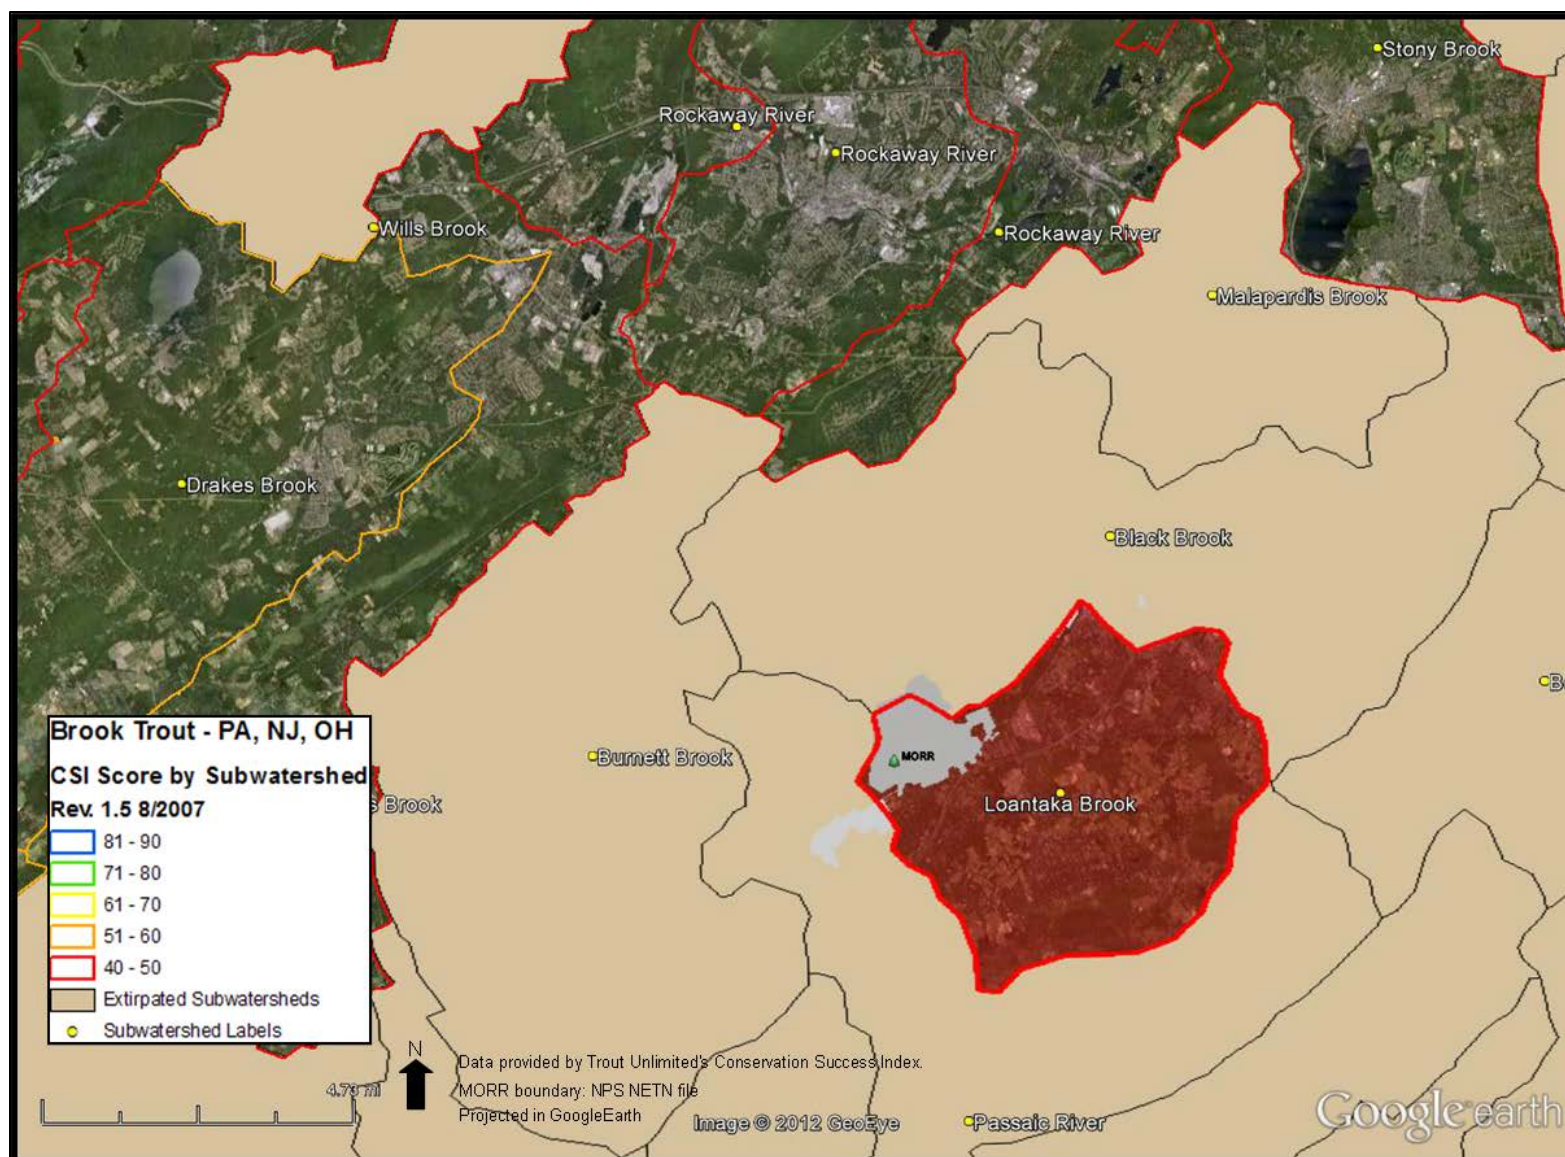 Stony Brook
Rockaway River
Rockaway River
Wills Brook
Rockaway River
Malapardis Brook
Drakes Brook
Black Brook
B
Burnett Brook
MORR
Loantaka Brook
s Brook
Brook Trout - PA, NJ, OH
CSI Score by Subwatershed
Rev. 1.5 8/2007
81 - 90
71 - 80
61 - 70
51 - 60
40 - 50
Extirpated Subwatersheds
Subwatershed Labels
4.73 mi
N
Data provided by Trout Unlimited's Conservation Success Index.
MORR boundary: NPS NETN file
Projected in GoogleEarth
Image © 2012 GeoEye
Passaic River
Google earth